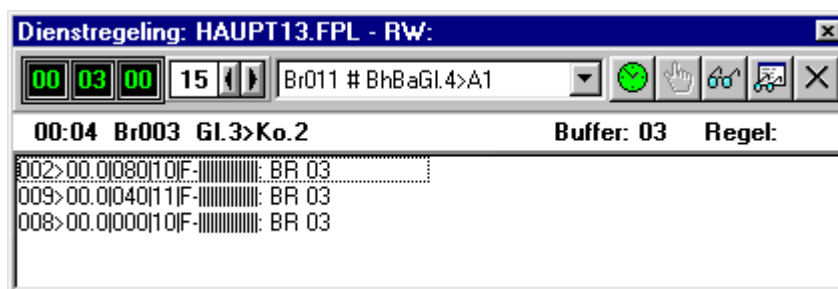 Dienstregeling: HAUPT13.FPL - RW:
00 03 00 15 Br011 # BhBaGl.4>A1
00:04 Br003 Gl.3>Ko.2 Buffer: 03 Regel:
002>00.0|080|10|F-||||||||||||||: BR 03
009>00.0|040|11|F-||||||||||||||: BR 03
008>00.0|000|10|F-||||||||||||||: BR 03